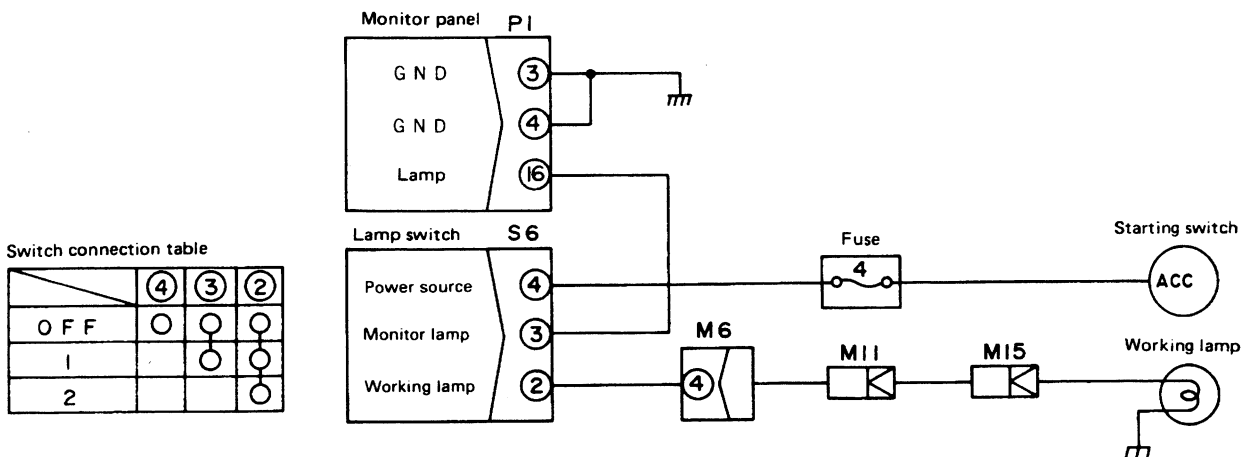 Monitor panel P1
GND
3
GND
4
Lamp
16
Lamp switch S6
Power source
4
Monitor lamp
3
Working lamp
2
Switch connection table
4 3 2
OFF
1
2
Fuse
4
Starting switch
ACC
M6
4
M11
M15
Working lamp